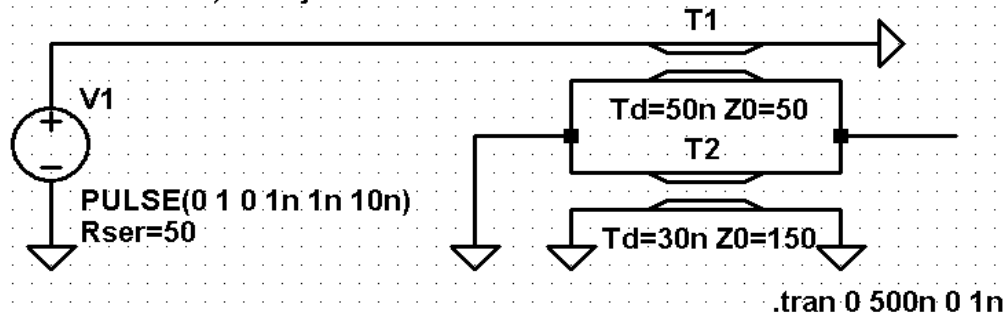 T1
V1
Td=50n Z0=50
T2
PULSE(0 1 0 1n 1n 10n)
Rser=50
Td=30n Z0=150
.tran 0 500n 0 1n